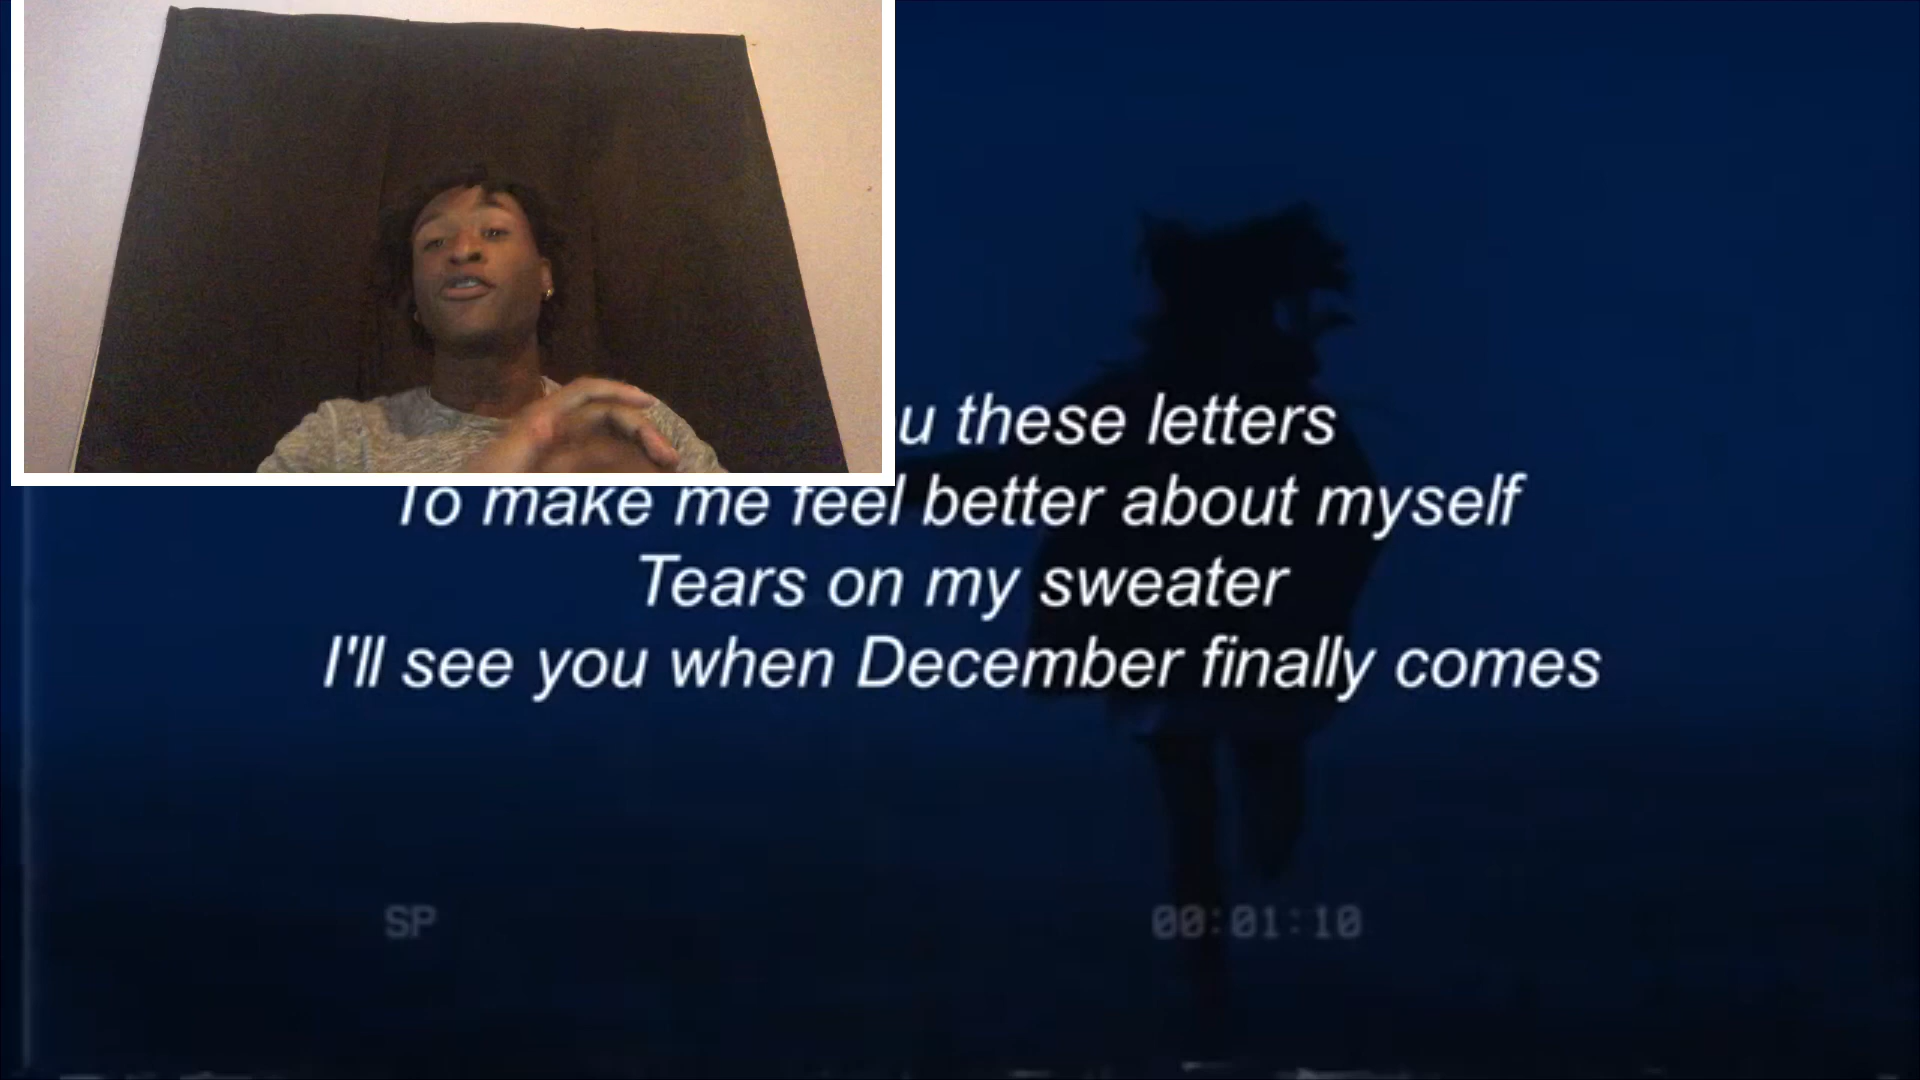 u these letters
To make me feel better about myself
Tears on my sweater
I'll see you when December finally comes
SP 00:01:10